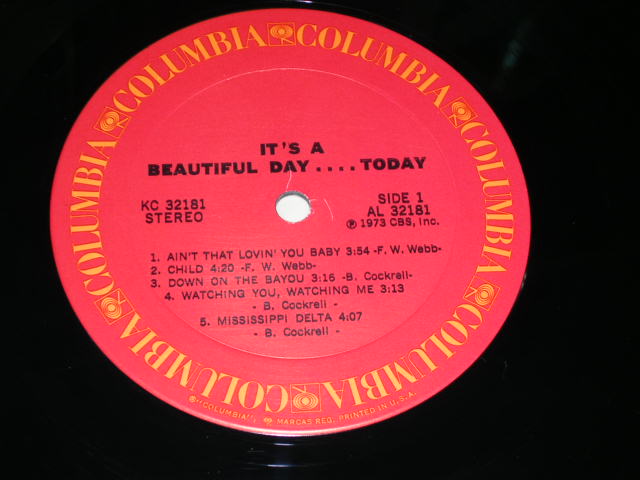 COLUMBIA COLUMBIA COLUMBIA COLUMBIA COLUMBIA COLUMBIA COLUMBIA COLUMBIA
IT'S A
BEAUTIFUL DAY....TODAY
KC 32181
STEREO
SIDE 1
AL 32181
℗ 1973 CBS, Inc.
1. AIN'T THAT LOVIN' YOU BABY 3:54 -F. W. Webb-
2. CHILD 4:20 -F. W. Webb-
3. DOWN ON THE BAYOU 3:16 -B. Cockrell-
4. WATCHING YOU, WATCHING ME 3:13
- B. Cockrell -
5. MISSISSIPPI DELTA 4:07
- B. Cockrell -
®"COLUMBIA", MARCAS REG. PRINTED IN U.S.A.